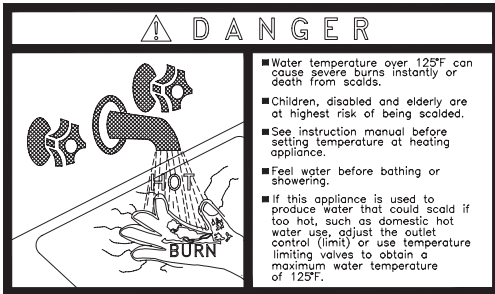 DANGER
HOT
BURN
■ Water temperature over 125°F can
cause severe burns instantly or
death from scalds.
■ Children, disabled and elderly are
at highest risk of being scalded.
■ See instruction manual before
setting temperature at heating
appliance.
■ Feel water before bathing or
showering.
■ If this appliance is used to
produce water that could scald if
too hot, such as domestic hot
water use, adjust the outlet
control (limit) or use temperature
limiting valves to obtain a
maximum water temperature
of 125°F.